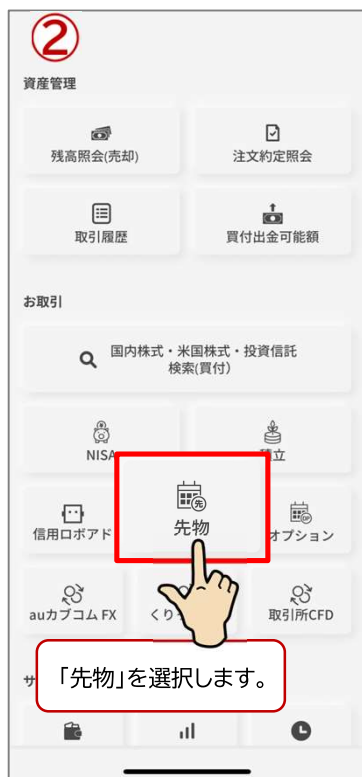 ②
資産管理
残高照会(売却)
注文約定照会
取引履歴
買付出金可能額
お取引
国内株式・米国株式・投資信託
検索(買付)
NISA
立
先物
信用ロボアド
オプション
auカブコム FX
くり
取引所CFD
サ
「先物」を選択します。